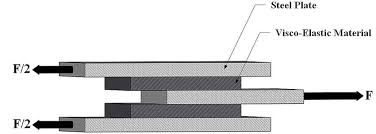 Steel Plate
Visco-Elastic Material
F/2
F
F/2